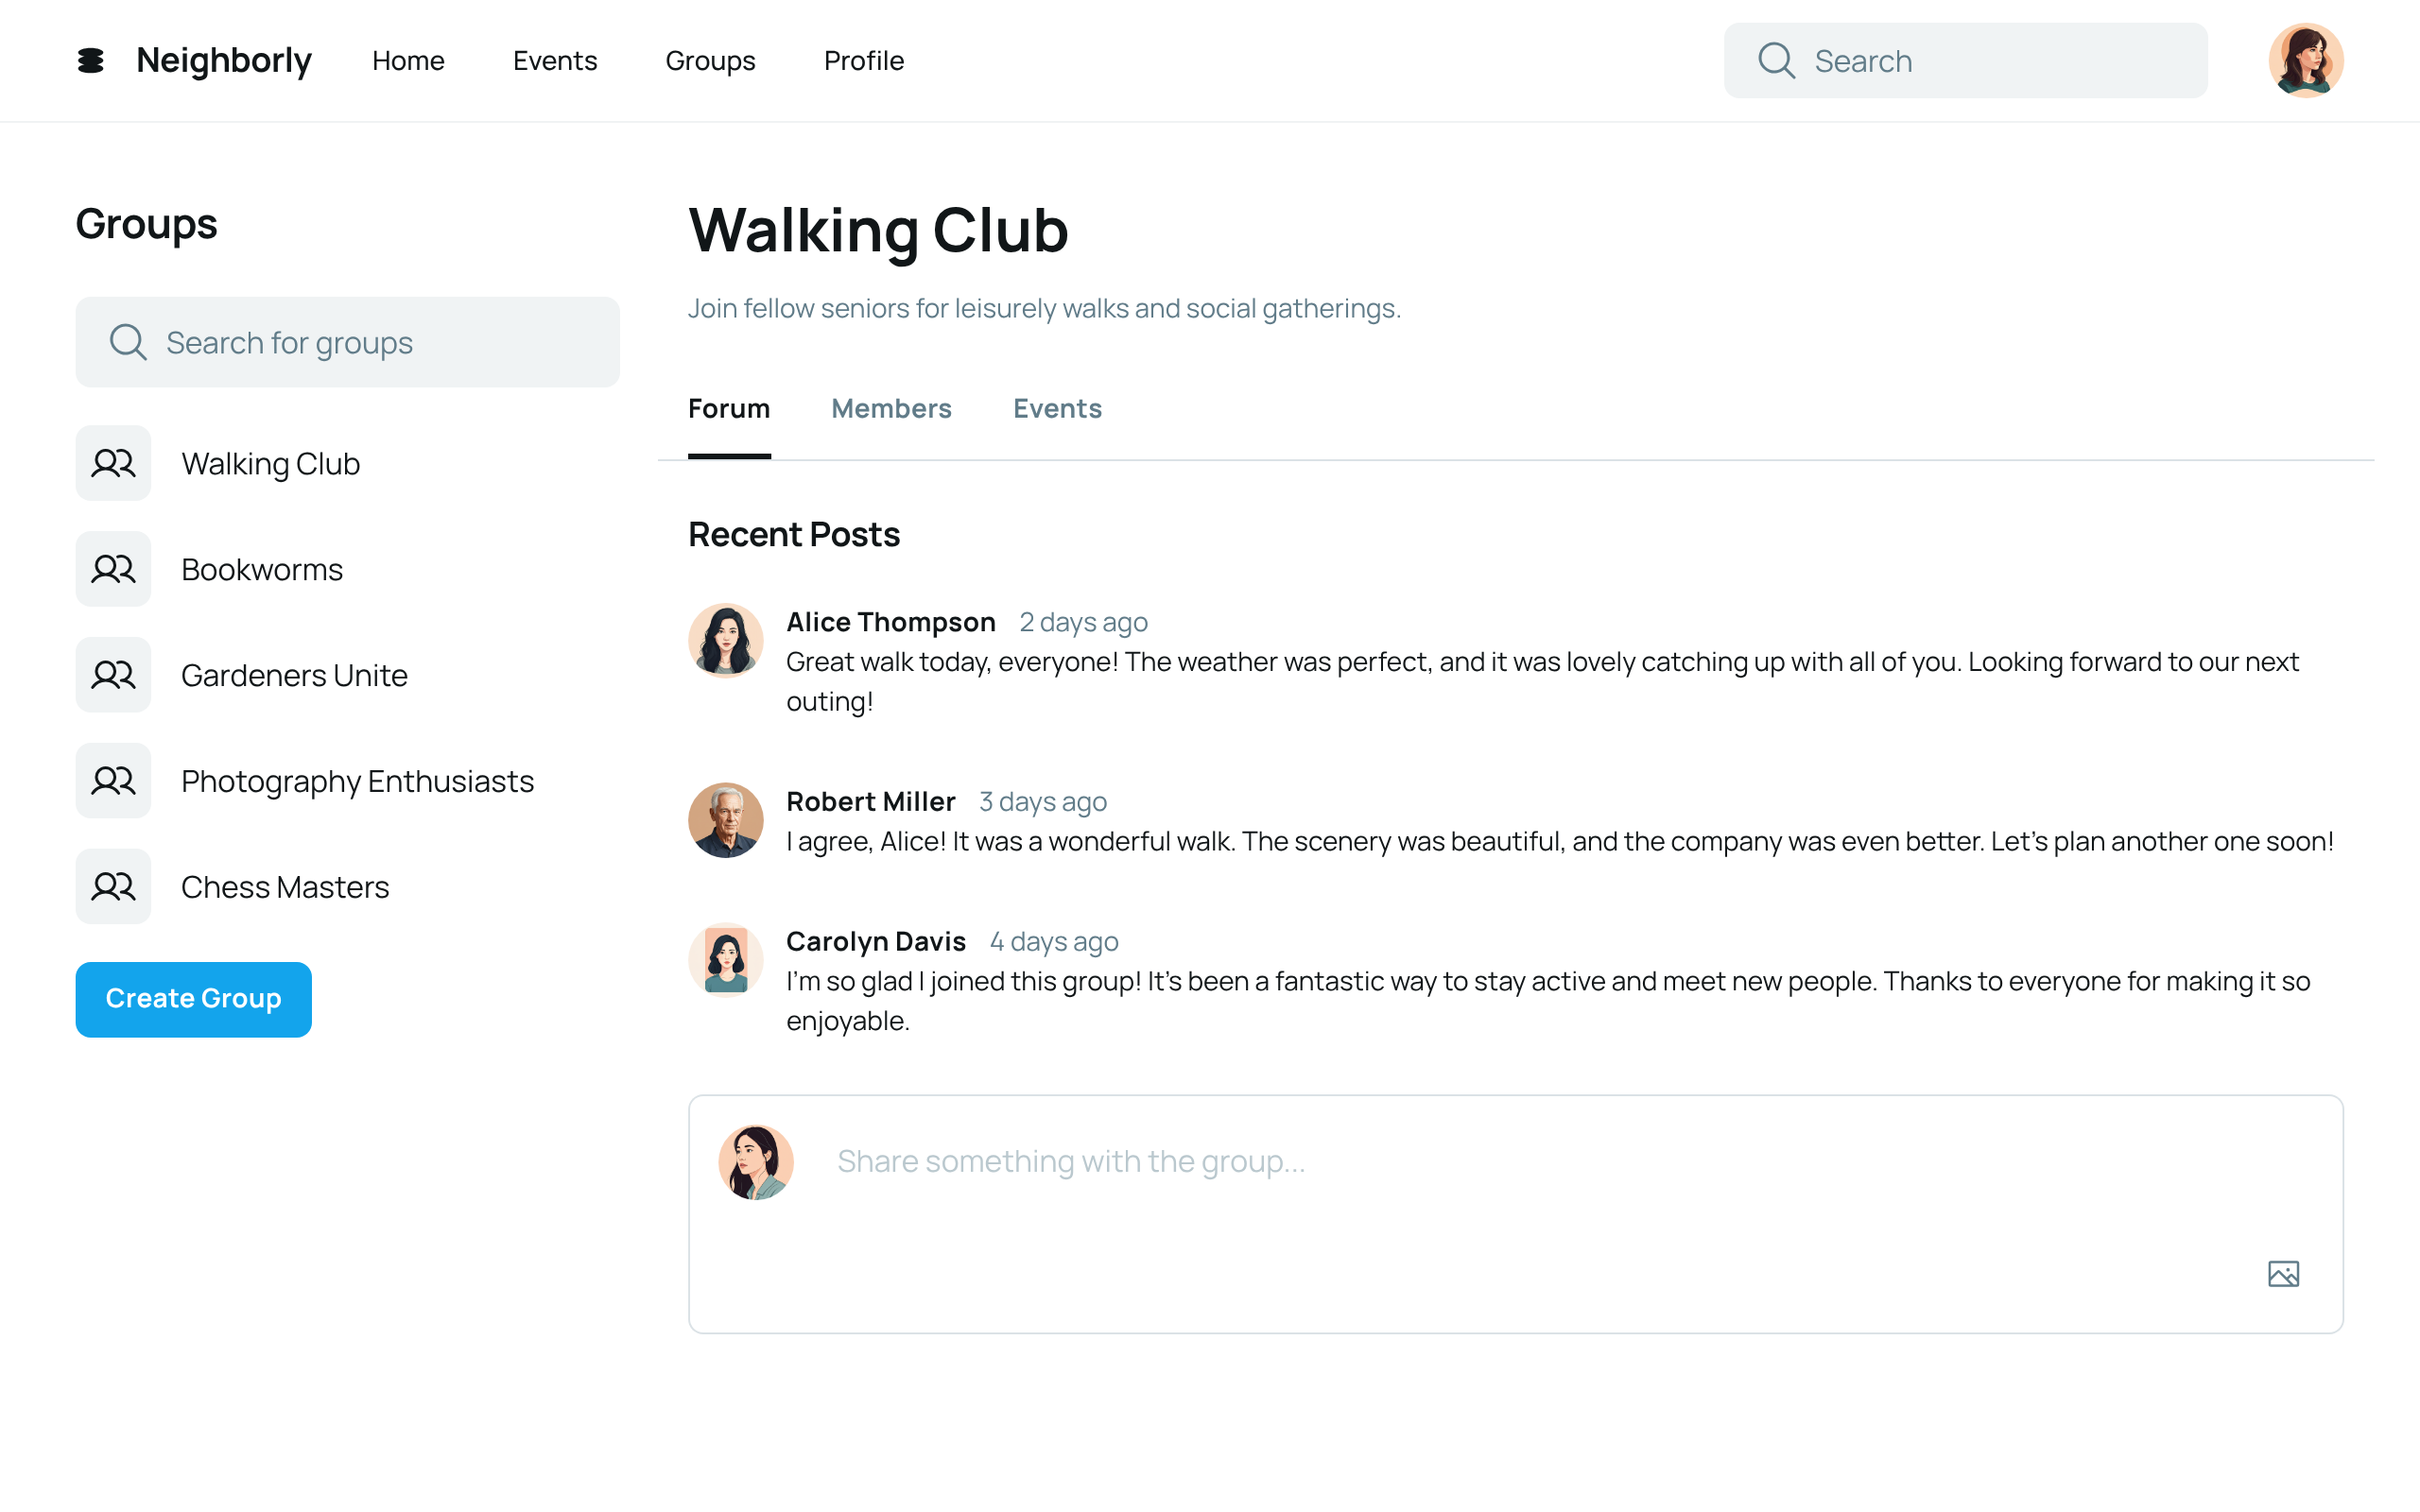 Neighborly
Home
Events
Groups
Profile
Search
Groups
Search for groups
Walking Club
Bookworms
Gardeners Unite
Photography Enthusiasts
Chess Masters
Create Group
Walking Club
Join fellow seniors for leisurely walks and social gatherings.
Forum
Members
Events
Recent Posts
Alice Thompson 2 days ago
Great walk today, everyone! The weather was perfect, and it was lovely catching up with all of you. Looking forward to our next
outing!
Robert Miller 3 days ago
I agree, Alice! It was a wonderful walk. The scenery was beautiful, and the company was even better. Let's plan another one soon!
Carolyn Davis 4 days ago
I'm so glad I joined this group! It's been a fantastic way to stay active and meet new people. Thanks to everyone for making it so
enjoyable.
Share something with the group...